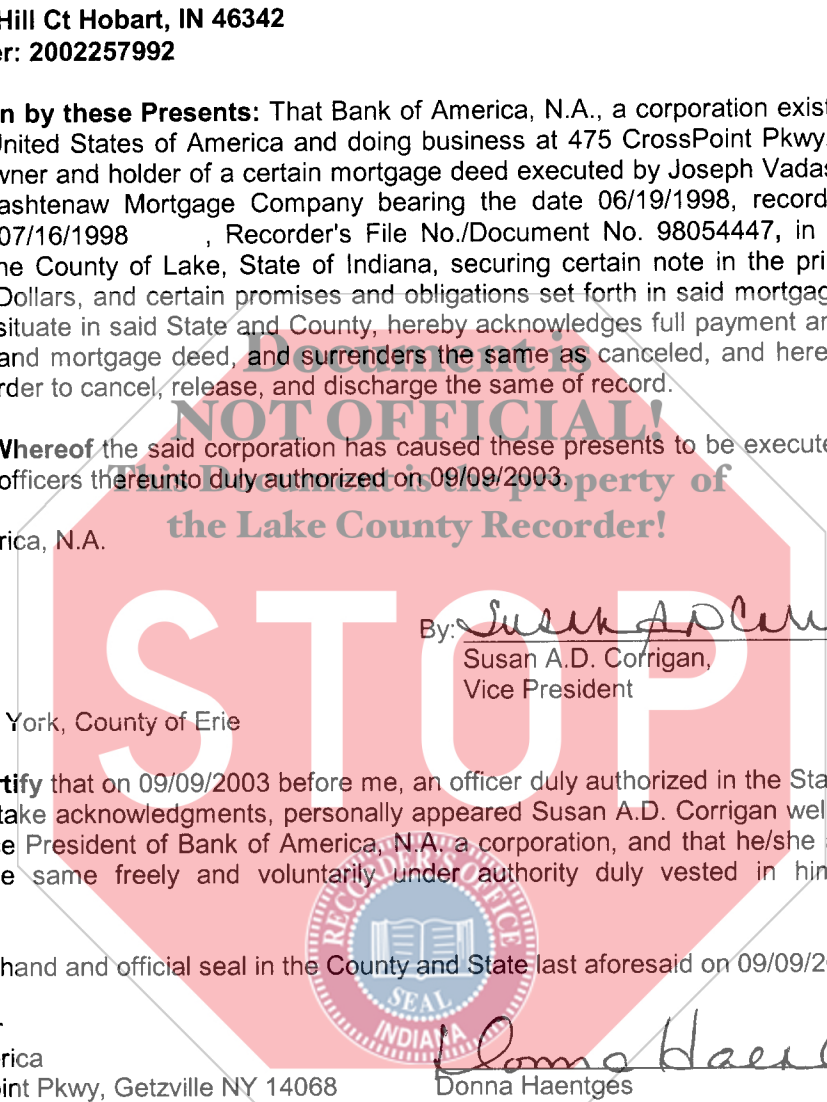 Hill Ct Hobart, IN 46342
er: 2002257992
n by these Presents: That Bank of America, N.A., a corporation exist
United States of America and doing business at 475 CrossPoint Pkwy
wner and holder of a certain mortgage deed executed by Joseph Vadas
ashtenaw Mortgage Company bearing the date 06/19/1998, record
07/16/1998 , Recorder's File No./Document No. 98054447, in
he County of Lake, State of Indiana, securing certain note in the pri
Dollars, and certain promises and obligations set forth in said mortgag
situate in said State and County, hereby acknowledges full payment an
and mortgage deed, and surrenders the same as canceled, and here
rder to cancel, release, and discharge the same of record.
Document is
NOT OFFICIAL!
This Document is the property of
the Lake County Recorder!
Whereof the said corporation has caused these presents to be execute
officers thereunto duly authorized on 09/09/2003.
rica, N.A.
STOP
By: Susan A.D. Corrigan,
Vice President
York, County of Erie
rtify that on 09/09/2003 before me, an officer duly authorized in the Sta
take acknowledgments, personally appeared Susan A.D. Corrigan wel
e President of Bank of America, N.A. a corporation, and that he/she
e same freely and voluntarily under authority duly vested in him
RECORDER'S OFFICE
SEAL
INDIANA
hand and official seal in the County and State last aforesaid on 09/09/2
Donna Haen
rica
int Pkwy, Getzville NY 14068
Donna Haentges